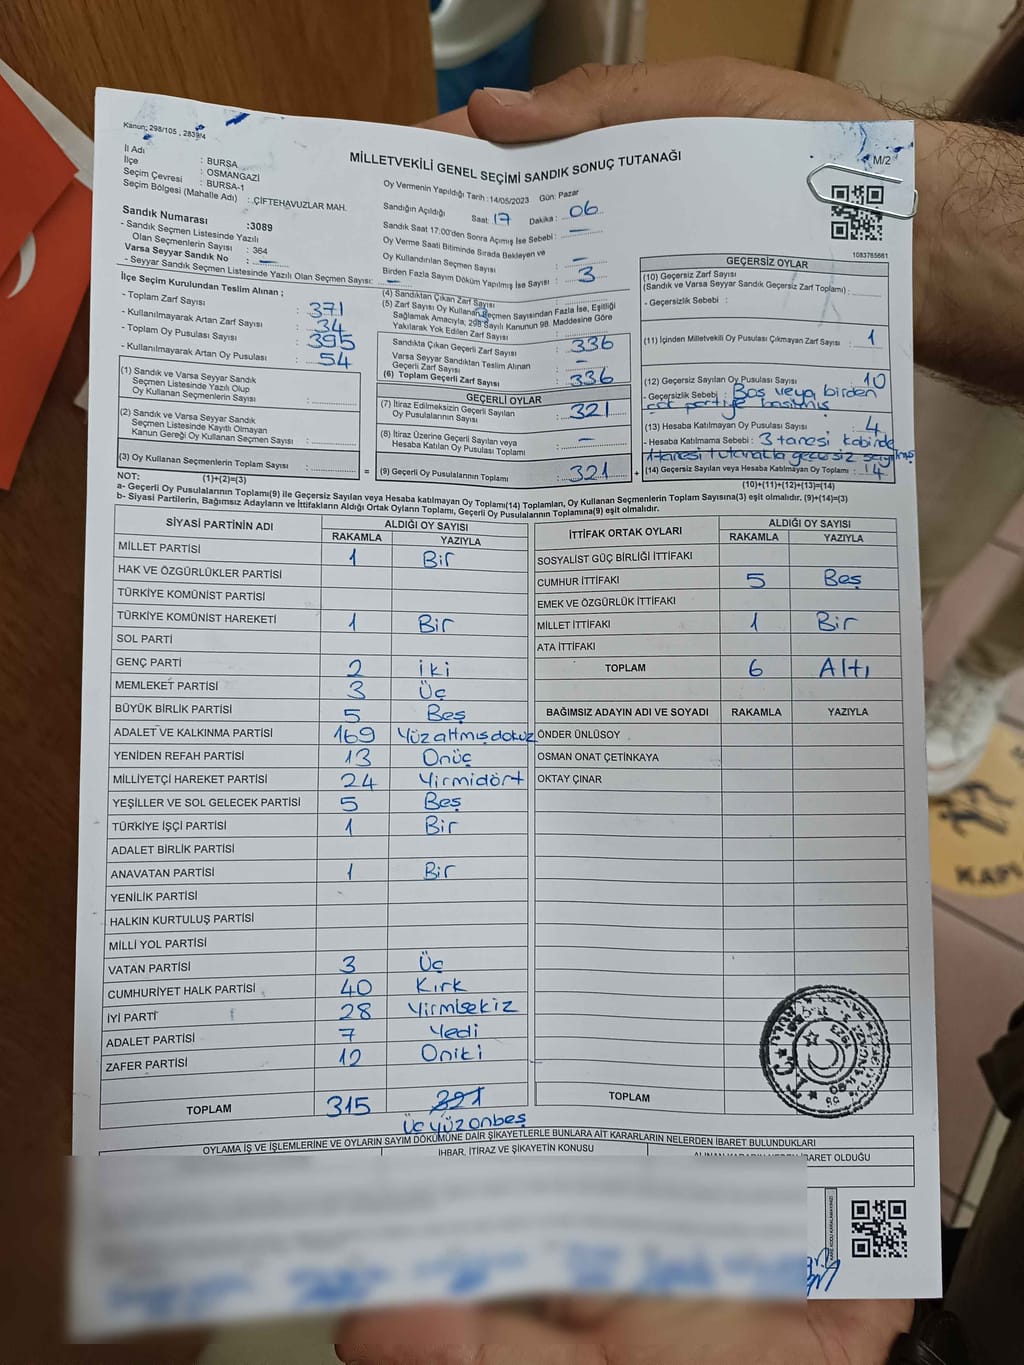 Kanun; 298/105 , 2839/4
MİLLETVEKİLİ GENEL SEÇİMİ SANDIK SONUÇ TUTANAĞI
M/2
1083765661
İl Adı : BURSA
İlçe : OSMANGAZİ
Seçim Çevresi : BURSA-1
Seçim Bölgesi (Mahalle Adı) : ÇİFTEHAVUZLAR MAH.
Sandık Numarası :3089
- Sandık Seçmen Listesinde Yazılı
Olan Seçmenlerin Sayısı : 364
Varsa Seyyar Sandık No : —
- Seyyar Sandık Seçmen Listesinde Yazılı Olan Seçmen Sayısı: —
İlçe Seçim Kurulundan Teslim Alınan ;
- Toplam Zarf Sayısı : 371
- Kullanılmayarak Artan Zarf Sayısı : 34
- Toplam Oy Pusulası Sayısı : 395
- Kullanılmayarak Artan Oy Pusulası : 54
(1) Sandık ve Varsa Seyyar Sandık
Seçmen Listesinde Yazılı Olup
Oy Kullanan Seçmenlerin Sayısı :
(2) Sandık ve Varsa Seyyar Sandık
Seçmen Listesinde Kayıtlı Olmayan
Kanun Gereği Oy Kullanan Seçmen Sayısı :
(3) Oy Kullanan Seçmenlerin Toplam Sayısı :
(1)+(2)=(3)
Oy Vermenin Yapıldığı Tarih : 14/05/2023 Gün: Pazar
Sandığın Açıldığı Saat: 17 Dakika : 06
Sandık Saat 17.00'den Sonra Açılmış İse Sebebi : —
Oy Verme Saati Bitiminde Sırada Bekleyen ve
Oy Kullandırılan Seçmen Sayısı : —
Birden Fazla Sayım Döküm Yapılmış İse Sayısı : 3
(4) Sandıktan Çıkan Zarf Sayısı :
(5) Zarf Sayısı Oy Kullanan Seçmen Sayısından Fazla İse, Eşitliği
Sağlamak Amacıyla, 298 Sayılı Kanunun 98. Maddesine Göre
Yakılarak Yok Edilen Zarf Sayısı :
Sandıkta Çıkan Geçerli Zarf Sayısı : 336
Varsa Seyyar Sandıktan Teslim Alınan
Geçerli Zarf Sayısı : —
(6) Toplam Geçerli Zarf Sayısı : 336
GEÇERLİ OYLAR
(7) İtiraz Edilmeksizin Geçerli Sayılan
Oy Pusulalarının Sayısı : 321
(8) İtiraz Üzerine Geçerli Sayılan veya
Hesaba Katılan Oy Pusulası Toplamı : —
= (9) Geçerli Oy Pusulalarının Toplamı : 321 +
GEÇERSİZ OYLAR
(10) Geçersiz Zarf Sayısı
(Sandık ve Varsa Seyyar Sandık Geçersiz Zarf Toplamı) :
- Geçersizlik Sebebi :
(11) İçinden Milletvekili Oy Pusulası Çıkmayan Zarf Sayısı : 1
(12) Geçersiz Sayılan Oy Pusulası Sayısı : 10
- Geçersizlik Sebebi : Boş veya birden
çok partiye basılmış
(13) Hesaba Katılmayan Oy Pusulası Sayısı : 4
- Hesaba Katılmama Sebebi : 3 tanesi kabinde
1 tanesi tutanakla geçersiz sayılmış
(14) Geçersiz Sayılan veya Hesaba Katılmayan Oy Toplamı : 14
(10)+(11)+(12)+(13)=(14)
NOT:
a- Geçerli Oy Pusulalarının Toplamı(9) ile Geçersiz Sayılan veya Hesaba katılmayan Oy Toplamı(14) Toplamları, Oy Kullanan Seçmenlerin Toplam Sayısına(3) eşit olmalıdır. (9)+(14)=(3)
b- Siyasi Partilerin, Bağımsız Adayların ve İttifakların Aldığı Ortak Oyların Toplamı, Geçerli Oy Pusulalarının Toplamına(9) eşit olmalıdır.
SİYASİ PARTİNİN ADI ALDIĞI OY SAYISI
RAKAMLA YAZIYLA
MİLLET PARTİSİ 1 Bir
HAK VE ÖZGÜRLÜKLER PARTİSİ
TÜRKİYE KOMÜNİST PARTİSİ
TÜRKİYE KOMÜNİST HAREKETİ 1 Bir
SOL PARTİ
GENÇ PARTİ 2 İki
MEMLEKET PARTİSİ 3 Üç
BÜYÜK BİRLİK PARTİSİ 5 Beş
ADALET VE KALKINMA PARTİSİ 169 Yüzaltmışdokuz
YENİDEN REFAH PARTİSİ 13 Onüç
MİLLİYETÇİ HAREKET PARTİSİ 24 Yirmidört
YEŞİLLER VE SOL GELECEK PARTİSİ 5 Beş
TÜRKİYE İŞÇİ PARTİSİ 1 Bir
ADALET BİRLİK PARTİSİ
ANAVATAN PARTİSİ 1 Bir
YENİLİK PARTİSİ
HALKIN KURTULUŞ PARTİSİ
MİLLİ YOL PARTİSİ
VATAN PARTİSİ 3 Üç
CUMHURİYET HALK PARTİSİ 40 Kırk
İYİ PARTİ 28 Yirmisekiz
ADALET PARTİSİ 7 Yedi
ZAFER PARTİSİ 12 Oniki
TOPLAM 315 321
Üçyüzonbeş
İTTİFAK ORTAK OYLARI ALDIĞI OY SAYISI
RAKAMLA YAZIYLA
SOSYALİST GÜÇ BİRLİĞİ İTTİFAKI
CUMHUR İTTİFAKI 5 Beş
EMEK VE ÖZGÜRLÜK İTTİFAKI
MİLLET İTTİFAKI 1 Bir
ATA İTTİFAKI
TOPLAM 6 Altı
BAĞIMSIZ ADAYIN ADI VE SOYADI RAKAMLA YAZIYLA
ÖNDER ÜNLÜSOY
OSMAN ONAT ÇETİNKAYA
OKTAY ÇINAR
TOPLAM
OYLAMA İŞ VE İŞLEMLERİNE VE OYLARIN SAYIM DÖKÜMÜNE DAİR ŞİKAYETLERLE BUNLARA AİT KARARLARIN NELERDEN İBARET BULUNDUKLARI
İHBAR, İTİRAZ VE ŞİKAYETİN KONUSU
İBARET OLDUĞU
KAPI